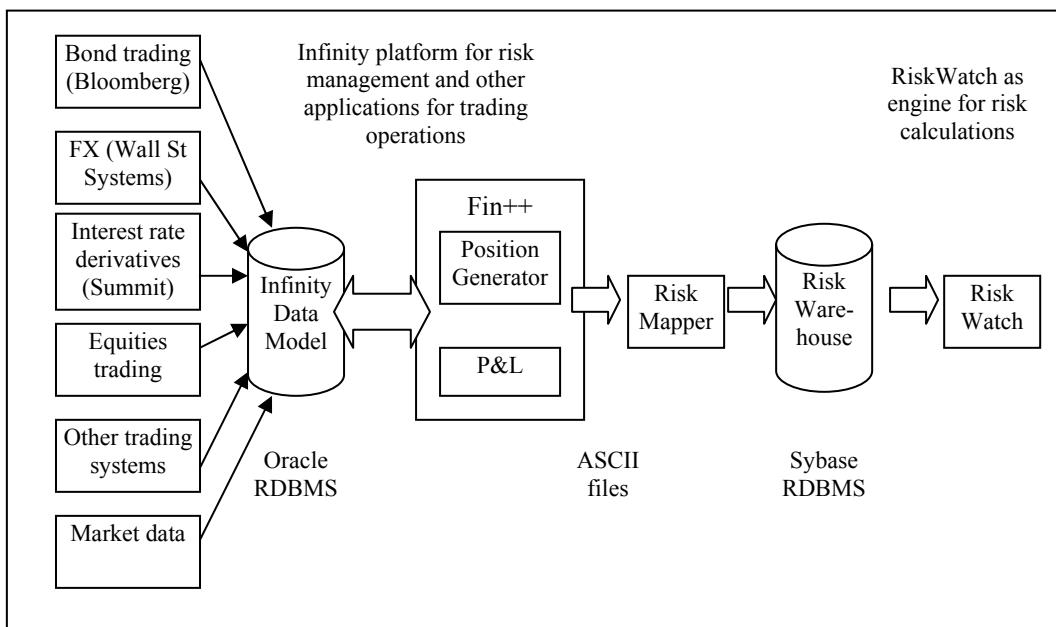 Bond trading
(Bloomberg)
FX (Wall St
Systems)
Interest rate
derivatives
(Summit)
Equities
trading
Other trading
systems
Market data
Infinity platform for risk
management and other
applications for trading
operations
RiskWatch as
engine for risk
calculations
Infinity
Data
Model
Fin++
Position
Generator
P&L
Risk
Mapper
Risk
Ware-
house
Risk
Watch
Oracle
RDBMS
ASCII
files
Sybase
RDBMS